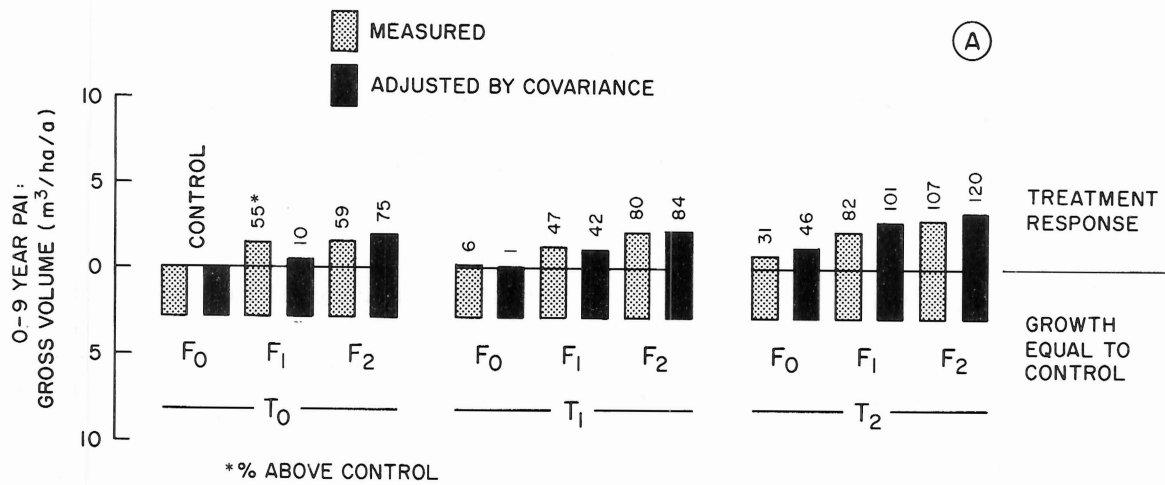 MEASURED
ADJUSTED BY COVARIANCE
A
0-9 YEAR PAI:
GROSS VOLUME (m³/ha/a)
10
5
0
5
10
CONTROL
55*
10
59
75
6
1
47
42
80
84
31
46
82
101
107
120
TREATMENT
RESPONSE
GROWTH
EQUAL TO
CONTROL
F₀ F₁ F₂ F₀ F₁ F₂ F₀ F₁ F₂
T₀ T₁ T₂
*% ABOVE CONTROL